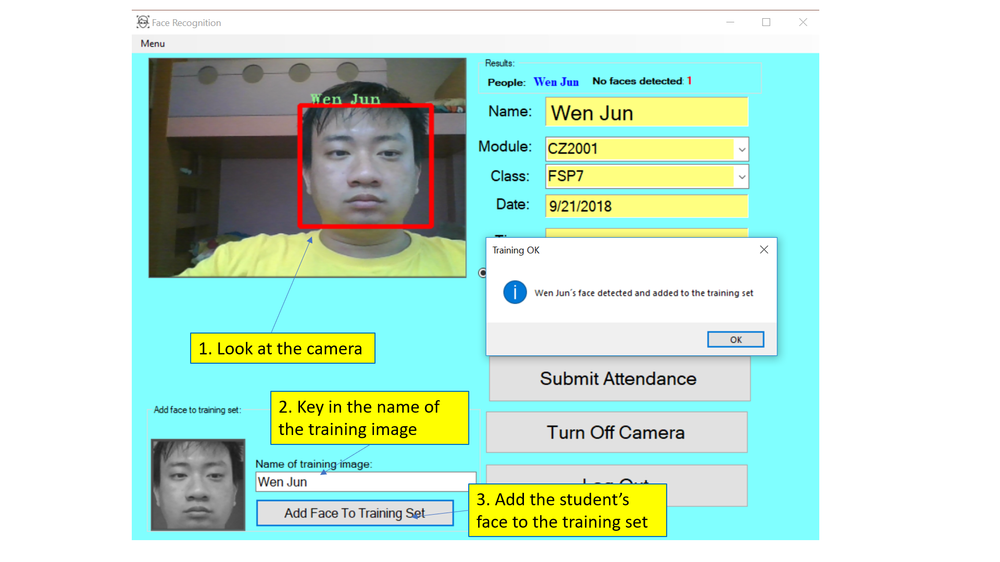 Face Recognition
Menu
Results:
People: Wen Jun No faces detected: 1
Wen Jun
Name: Wen Jun
Module: CZ2001
Class: FSP7
Date: 9/21/2018
Training OK
Wen Jun´s face detected and added to the training set
OK
1. Look at the camera
Submit Attendance
2. Key in the name of
the training image
Add face to training set:
Turn Off Camera
Name of training image:
Wen Jun
Log Out
3. Add the student’s
face to the training set
Add Face To Training Set